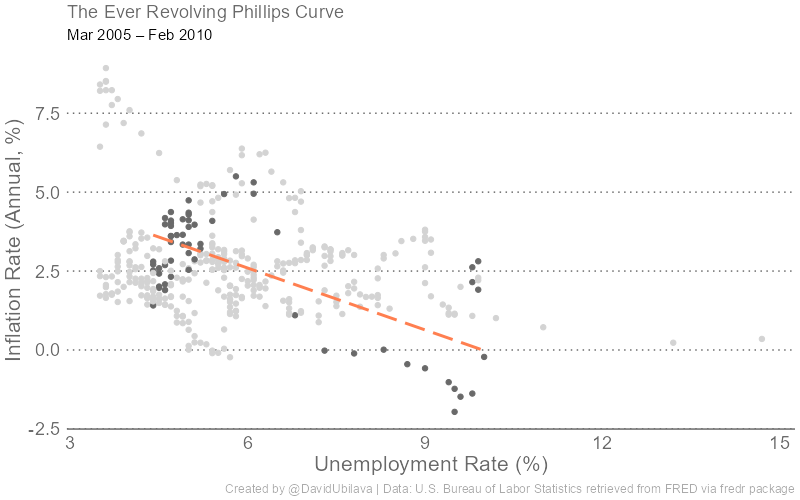 The Ever Revolving Phillips Curve
Mar 2005 – Feb 2010
Inflation Rate (Annual, %)
7.5
5.0
2.5
0.0
-2.5
3 6 9 12 15
Unemployment Rate (%)
Created by @DavidUbilava | Data: U.S. Bureau of Labor Statistics retrieved from FRED via fredr package